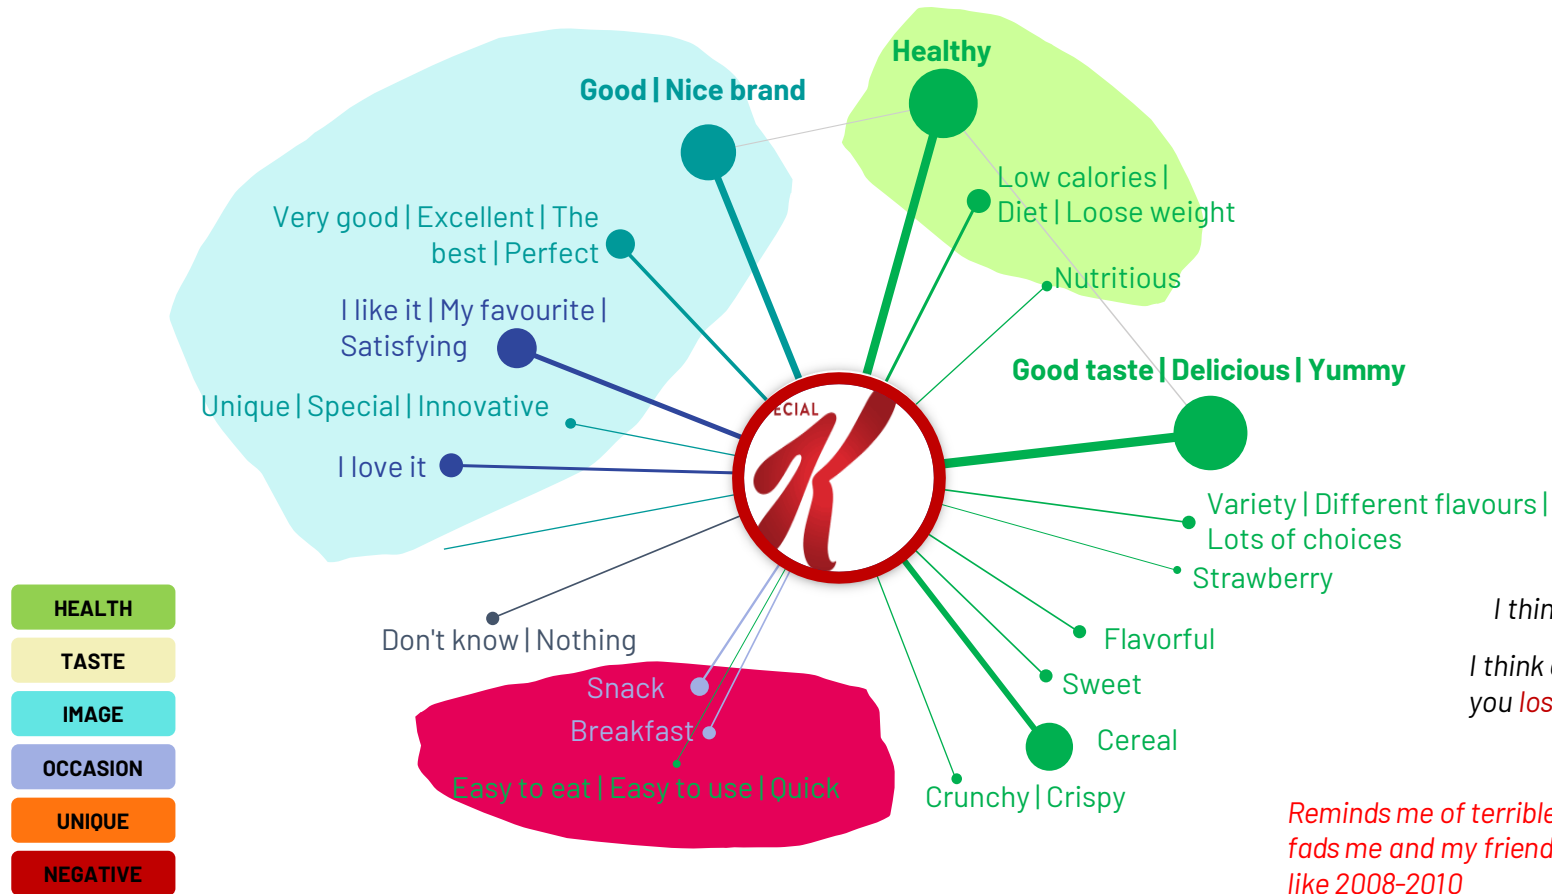 Healthy
Good | Nice brand
Low calories |
Diet | Loose weight
Very good | Excellent | The
best | Perfect
Nutritious
I like it | My favourite |
Satisfying
Good taste | Delicious | Yummy
Unique | Special | Innovative
ECIAL
K
I love it
Variety | Different flavours |
Lots of choices
Strawberry
Don't know | Nothing
Flavorful
Snack
Sweet
Breakfast
Cereal
Easy to eat | Easy to use | Quick
Crunchy | Crispy
HEALTH
TASTE
IMAGE
OCCASION
UNIQUE
NEGATIVE
I thin
I think
you los
Reminds me of terrible
fads me and my friend
like 2008-2010